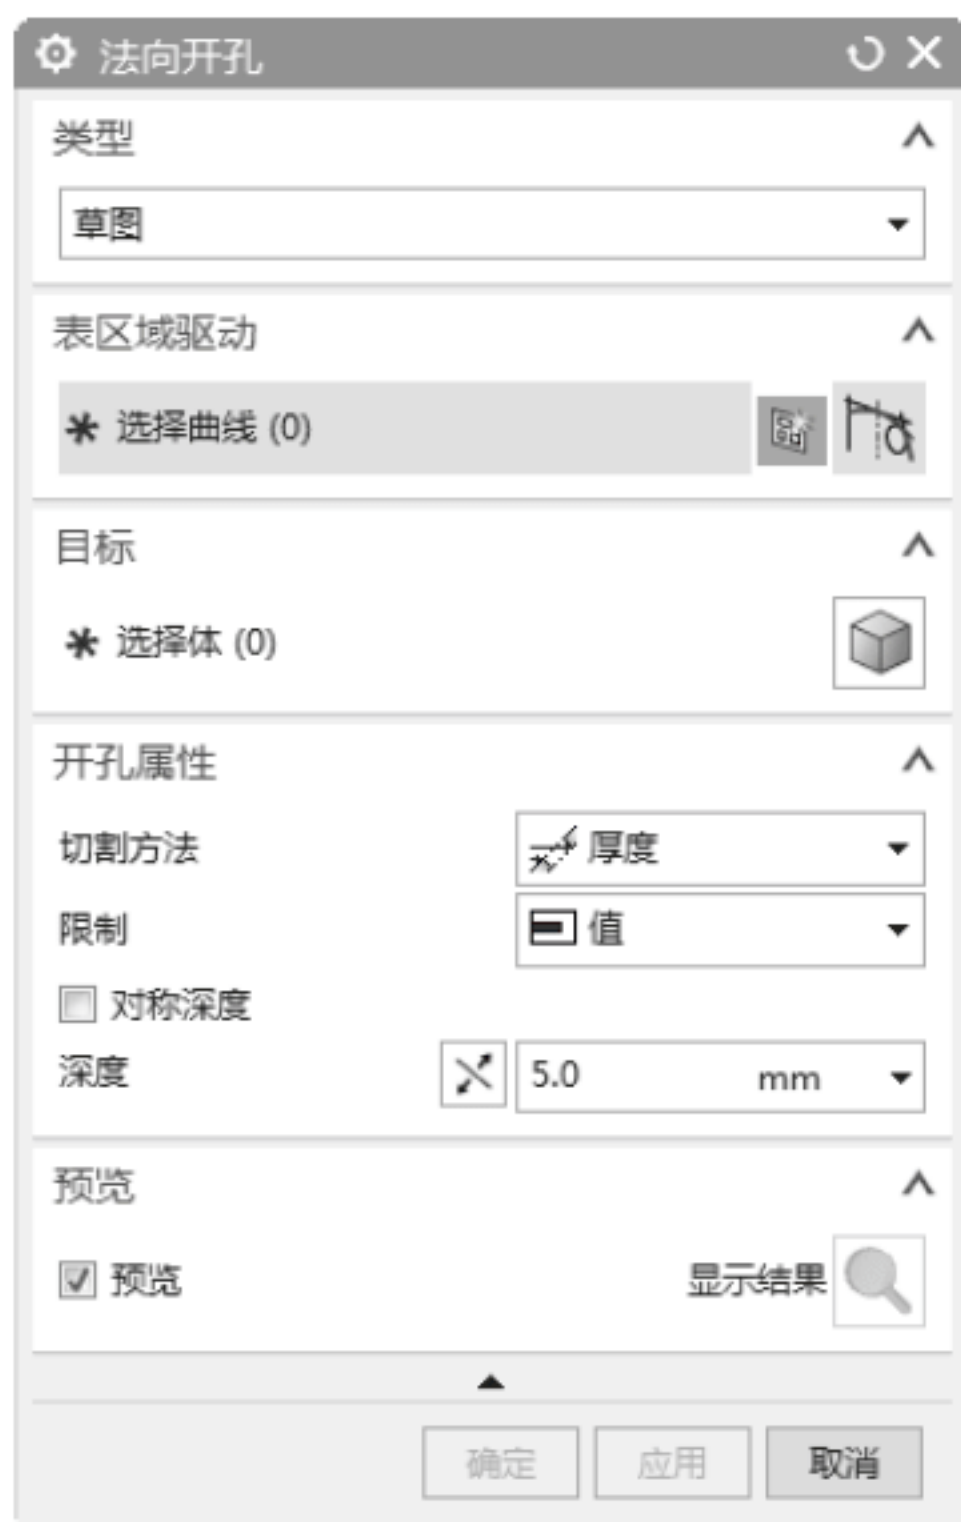 法向开孔
类型
草图
表区域驱动
* 选择曲线 (0)
目标
* 选择体 (0)
开孔属性
切割方法 厚度
限制 值
对称深度
深度 5.0 mm
预览
预览 显示结果
确定 应用 取消